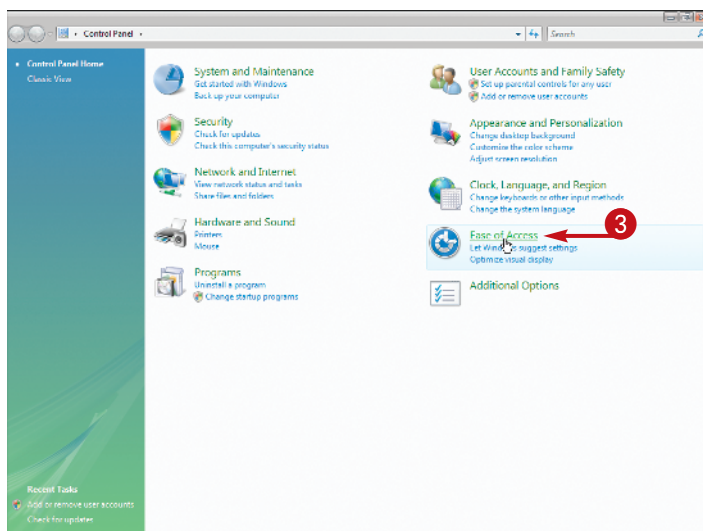 Control Panel
Search
Control Panel Home
Classic View
System and Maintenance
Get started with Windows
Back up your computer
Security
Check for updates
Check this computer's security status
Network and Internet
View network status and tasks
Share files and folders
Hardware and Sound
Printers
Mouse
Programs
Uninstall a program
Change startup programs
User Accounts and Family Safety
Set up parental controls for any user
Add or remove user accounts
Appearance and Personalization
Change desktop background
Customize the color scheme
Adjust screen resolution
Clock, Language, and Region
Change keyboards or other input methods
Change the system language
Ease of Access
3
Let Windows suggest settings
Optimize visual display
Additional Options
Recent Tasks
Add or remove user accounts
Check for updates